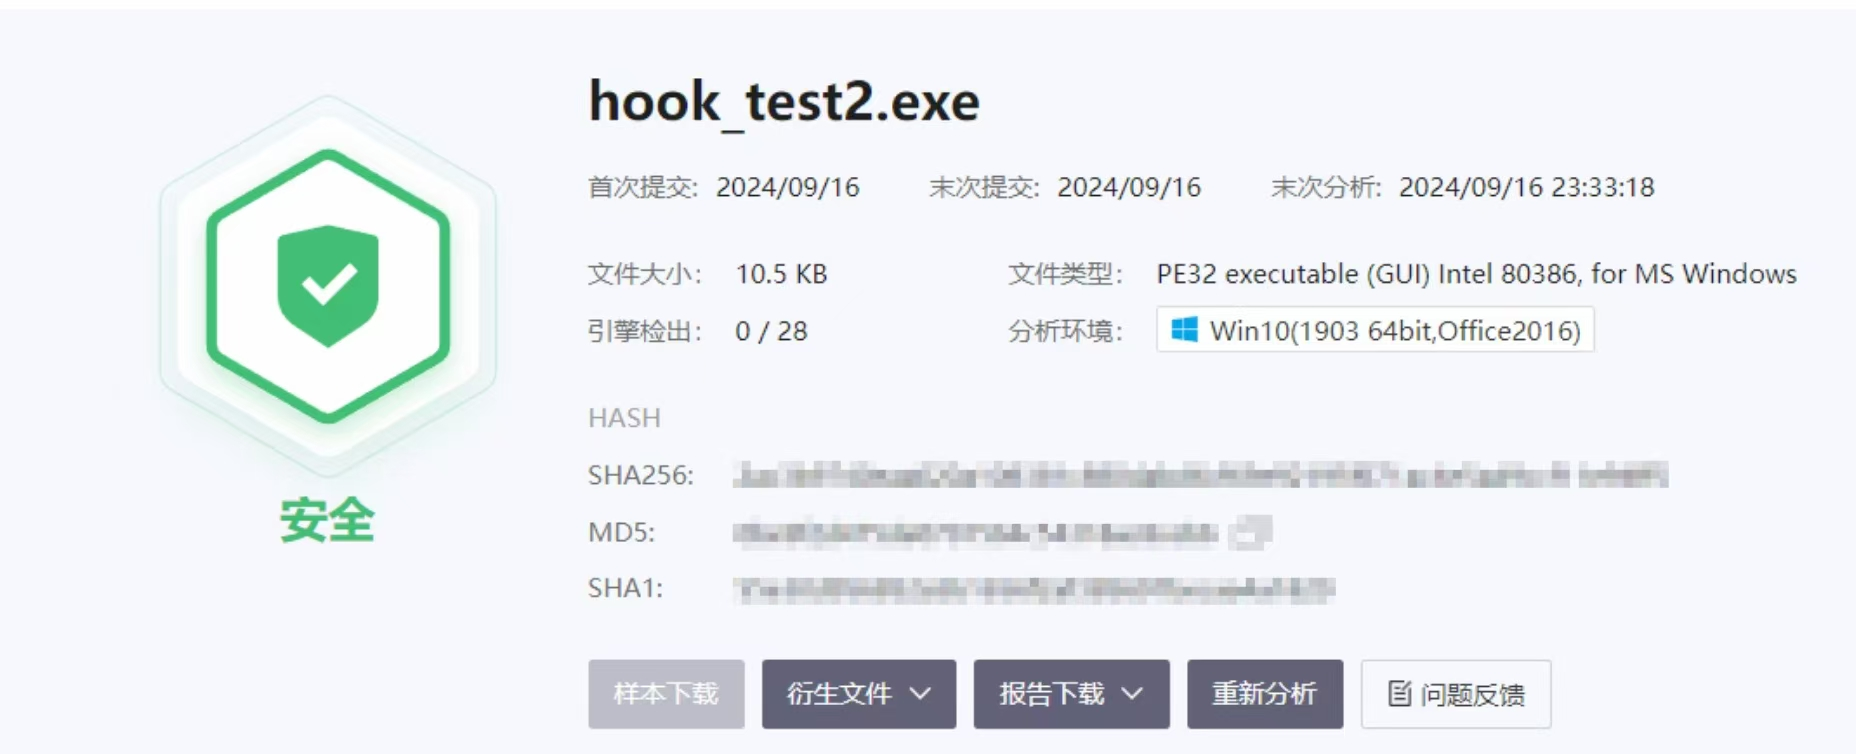 hook_test2.exe
首次提交: 2024/09/16 末次提交: 2024/09/16 末次分析: 2024/09/16 23:33:18
文件大小: 10.5 KB 文件类型: PE32 executable (GUI) Intel 80386, for MS Windows
引擎检出: 0 / 28 分析环境: Win10(1903 64bit,Office2016)
HASH
SHA256:
安全
MD5:
SHA1:
样本下载 衍生文件 报告下载 重新分析 问题反馈